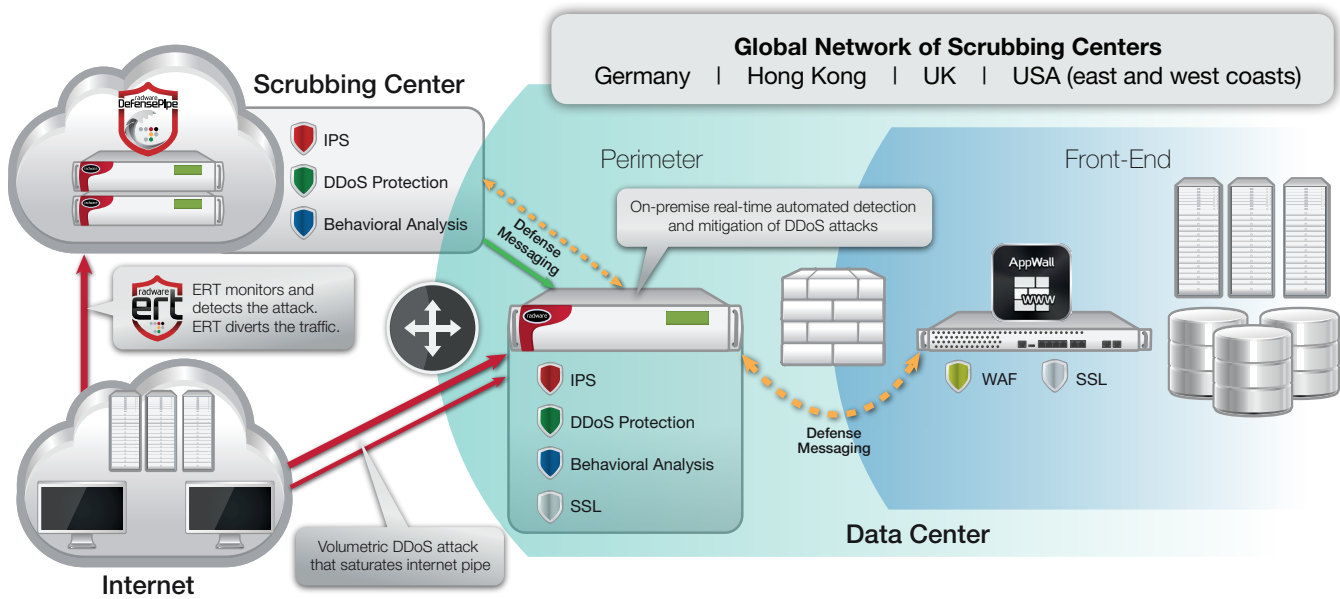 Global Network of Scrubbing Centers
Germany | Hong Kong | UK | USA (east and west coasts)
Scrubbing Center
radware
DefensePipe
IPS
DDoS Protection
Behavioral Analysis
radware
radware
radware
ert
ERT monitors and
detects the attack.
ERT diverts the traffic.
Internet
Volumetric DDoS attack
that saturates internet pipe
Defense
Messaging
Perimeter
On-premise real-time automated detection
and mitigation of DDoS attacks
radware
IPS
DDoS Protection
Behavioral Analysis
SSL
Defense
Messaging
Front-End
AppWall
www
WAF
SSL
Data Center